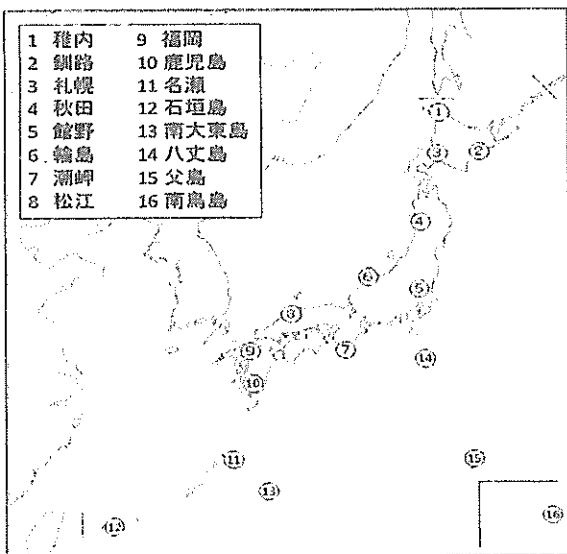 1 稚内 9 福岡
2 釧路 10 鹿児島
3 札幌 11 名瀬
4 秋田 12 石垣島
5 館野 13 南大東島
6 輪島 14 八丈島
7 潮岬 15 父島
8 松江 16 南鳥島
1
3 2
4
6
5
8
9 7
14
10
11 15
13
16
12